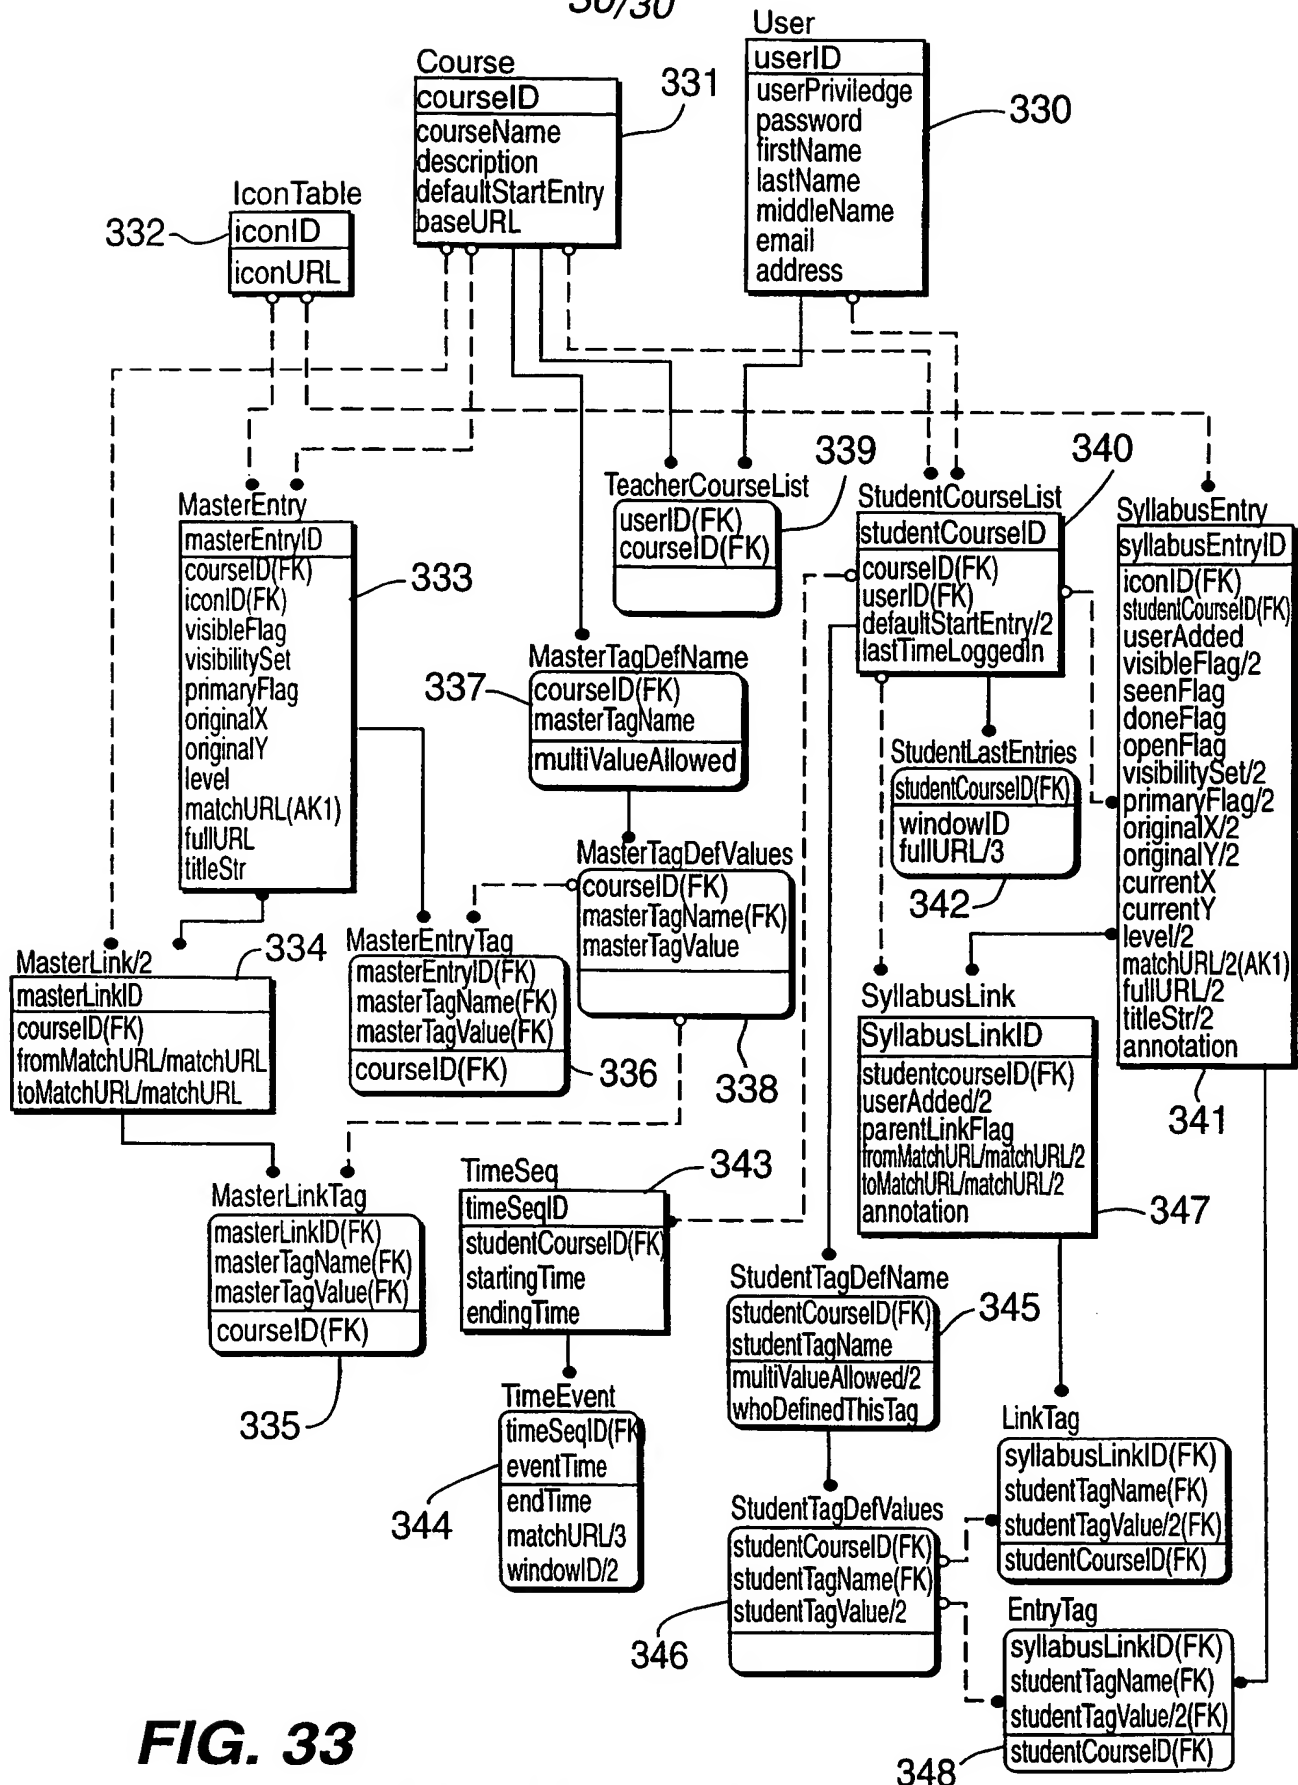 30/30
User
userID
userPriviledge
password
firstName
lastName
middleName
email
address
330
Course
courseID
courseName
description
defaultStartEntry
baseURL
331
IconTable
iconID
iconURL
332
MasterEntry
masterEntryID
courseID(FK)
iconID(FK)
visibleFlag
visibilitySet
primaryFlag
originalX
originalY
level
matchURL(AK1)
fullURL
titleStr
333
TeacherCourseList
userID(FK)
courseID(FK)
339
StudentCourseList
studentCourseID
courseID(FK)
userID(FK)
defaultStartEntry/2
lastTimeLoggedIn
340
SyllabusEntry
syllabusEntryID
iconID(FK)
studentCourseID(FK)
userAdded
visibleFlag/2
seenFlag
doneFlag
openFlag
visibilitySet/2
primaryFlag/2
originalX/2
originalY/2
currentX
currentY
level/2
matchURL/2(AK1)
fullURL/2
titleStr/2
annotation
341
MasterTagDefName
courseID(FK)
masterTagName
multiValueAllowed
337
StudentLastEntries
studentCourseID(FK)
windowID
fullURL/3
342
MasterTagDefValues
courseID(FK)
masterTagName(FK)
masterTagValue
338
MasterLink/2
masterLinkID
courseID(FK)
fromMatchURL/matchURL
toMatchURL/matchURL
334
MasterEntryTag
masterEntryID(FK)
masterTagName(FK)
masterTagValue(FK)
courseID(FK)
336
SyllabusLink
SyllabusLinkID
studentcourseID(FK)
userAdded/2
parentLinkFlag
fromMatchURL/matchURL/2
toMatchURL/matchURL/2
annotation
347
MasterLinkTag
masterLinkID(FK)
masterTagName(FK)
masterTagValue(FK)
courseID(FK)
335
TimeSeq
timeSeqID
studentCourseID(FK)
startingTime
endingTime
343
StudentTagDefName
studentCourseID(FK)
studentTagName
multiValueAllowed/2
whoDefinedThisTag
345
TimeEvent
timeSeqID(FK)
eventTime
endTime
matchURL/3
windowID/2
344
LinkTag
syllabusLinkID(FK)
studentTagName(FK)
studentTagValue/2(FK)
studentCourseID(FK)
StudentTagDefValues
studentCourseID(FK)
studentTagName(FK)
studentTagValue/2
346
EntryTag
syllabusLinkID(FK)
studentTagName(FK)
studentTagValue/2(FK)
studentCourseID(FK)
348
FIG. 33